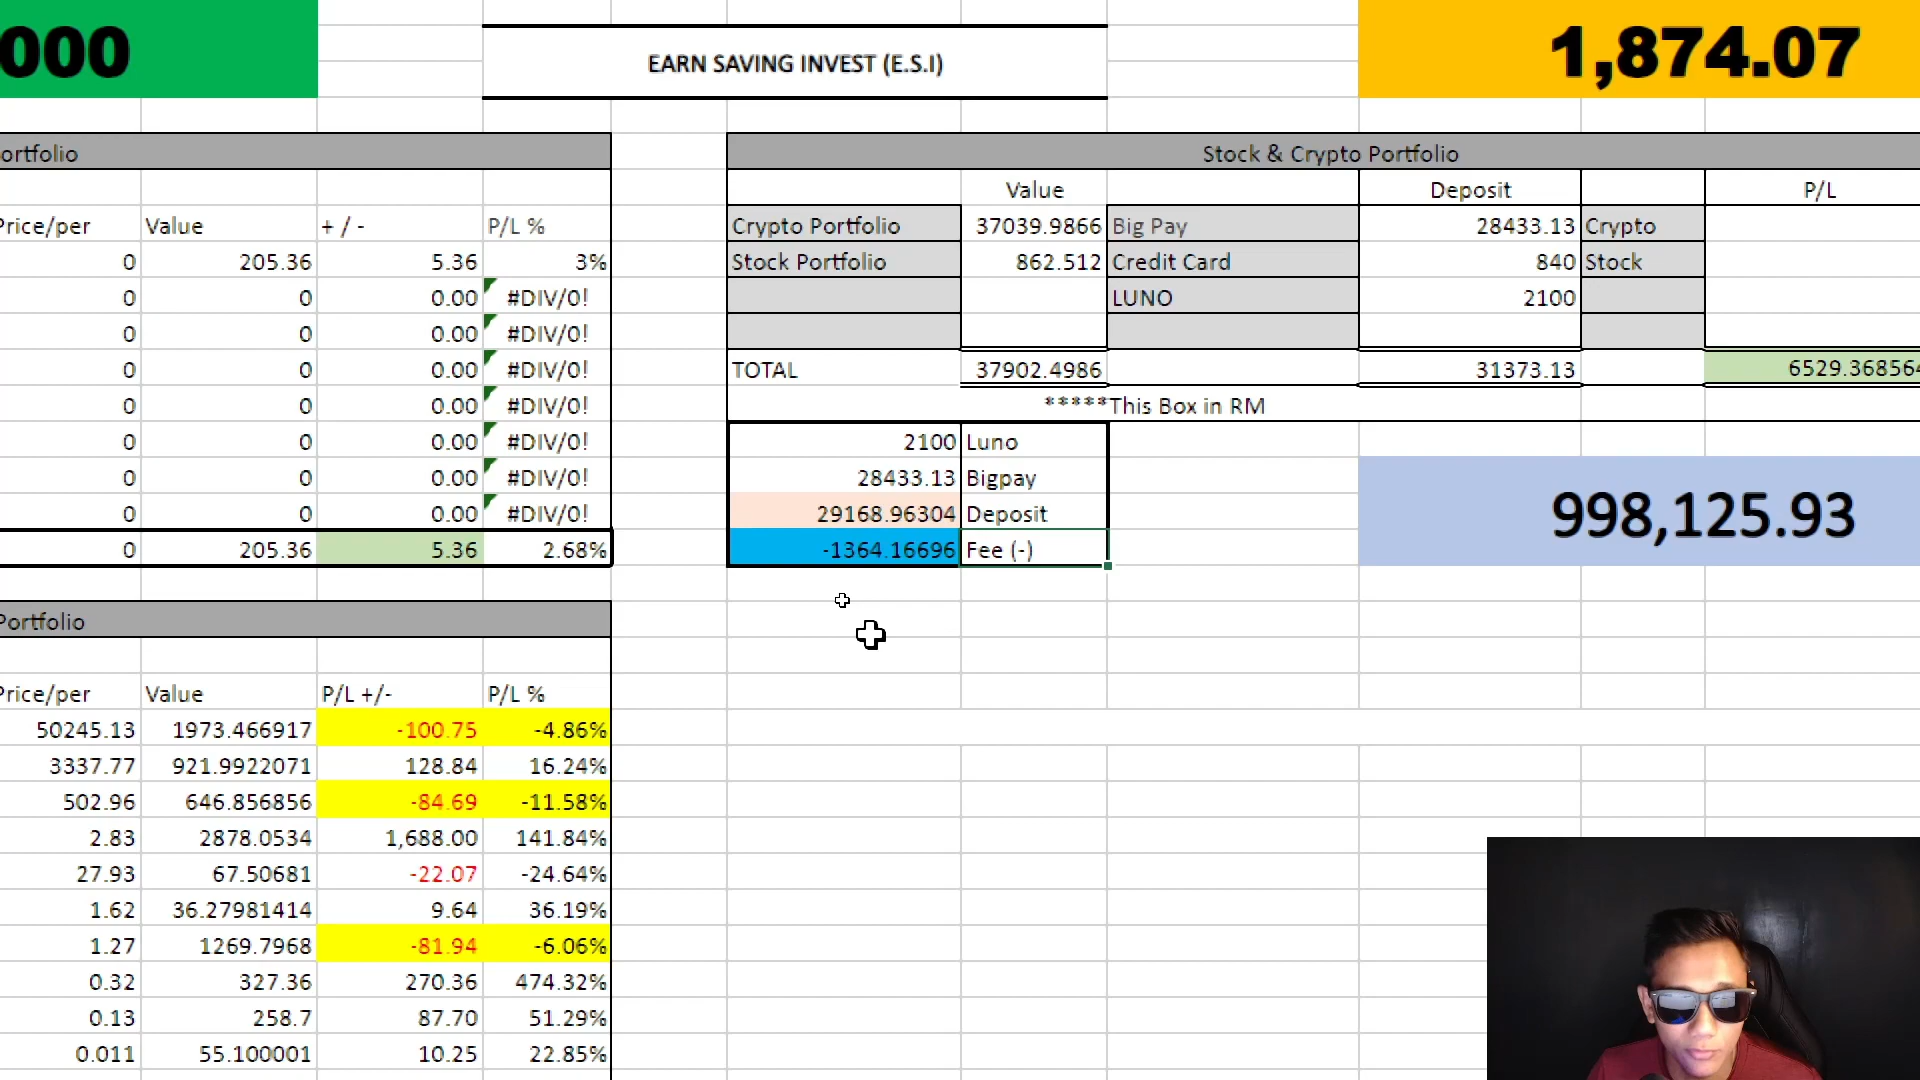 000
EARN SAVING INVEST (E.S.I)
1,874.07
ortfolio
Price/per Value + / - P/L %
0 205.36 5.36 3%
0 0 0.00 #DIV/0!
0 0 0.00 #DIV/0!
0 0 0.00 #DIV/0!
0 0 0.00 #DIV/0!
0 0 0.00 #DIV/0!
0 0 0.00 #DIV/0!
0 0 0.00 #DIV/0!
0 205.36 5.36 2.68%
Stock & Crypto Portfolio
Value Deposit P/L
Crypto Portfolio 37039.9866 Big Pay 28433.13 Crypto
Stock Portfolio 862.512 Credit Card 840 Stock
LUNO 2100
TOTAL 37902.4986 31373.13 6529.368564
*****This Box in RM
2100 Luno
28433.13 Bigpay
29168.96304 Deposit
-1364.16696 Fee (-)
998,125.93
Portfolio
Price/per Value P/L +/- P/L %
50245.13 1973.466917 -100.75 -4.86%
3337.77 921.9922071 128.84 16.24%
502.96 646.856856 -84.69 -11.58%
2.83 2878.0534 1,688.00 141.84%
27.93 67.50681 -22.07 -24.64%
1.62 36.27981414 9.64 36.19%
1.27 1269.7968 -81.94 -6.06%
0.32 327.36 270.36 474.32%
0.13 258.7 87.70 51.29%
0.011 55.100001 10.25 22.85%